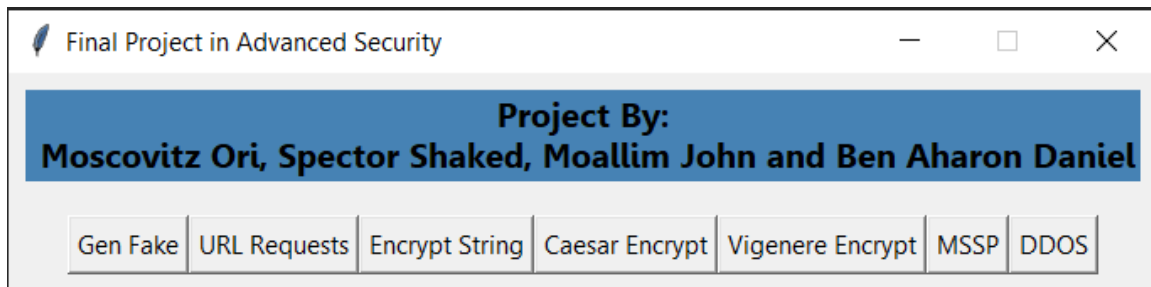 Final Project in Advanced Security
Project By:
Moscovitz Ori, Spector Shaked, Moallim John and Ben Aharon Daniel
Gen Fake URL Requests Encrypt String Caesar Encrypt Vigenere Encrypt MSSP DDOS